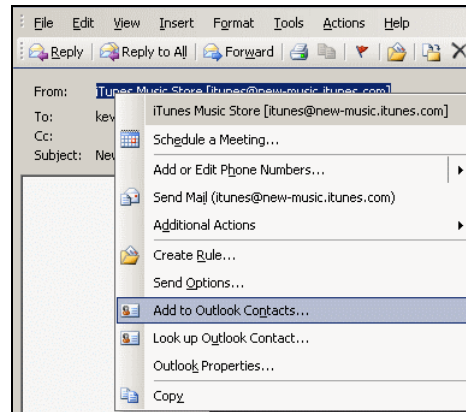 File Edit View Insert Format Tools Actions Help
Reply Reply to All Forward
From: iTunes Music Store [itunes@new-music.itunes.com]
To: kev
Cc:
Subject: New
iTunes Music Store [itunes@new-music.itunes.com]
Schedule a Meeting...
Add or Edit Phone Numbers...
Send Mail (itunes@new-music.itunes.com)
Additional Actions
Create Rule...
Send Options...
Add to Outlook Contacts...
Look up Outlook Contact...
Outlook Properties...
Copy